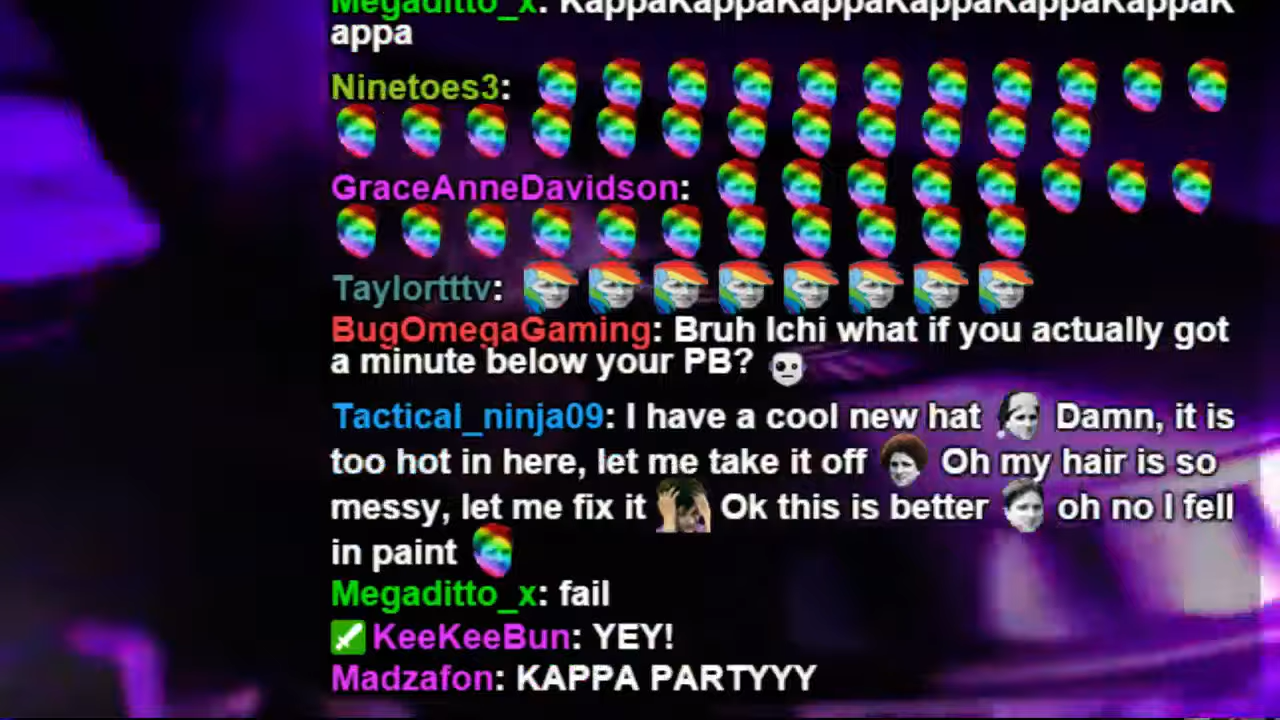 Megaditto_x: KappaKappaKappaKappaKappaKappaK
appa
Ninetoes3:
GraceAnneDavidson:
Taylortttv:
BugOmegaGaming: Bruh Ichi what if you actually got
a minute below your PB?
Tactical_ninja09: I have a cool new hat Damn, it is
too hot in here, let me take it off Oh my hair is so
messy, let me fix it Ok this is better oh no I fell
in paint
Megaditto_x: fail
KeeKeeBun: YEY!
Madzafon: KAPPA PARTYYY